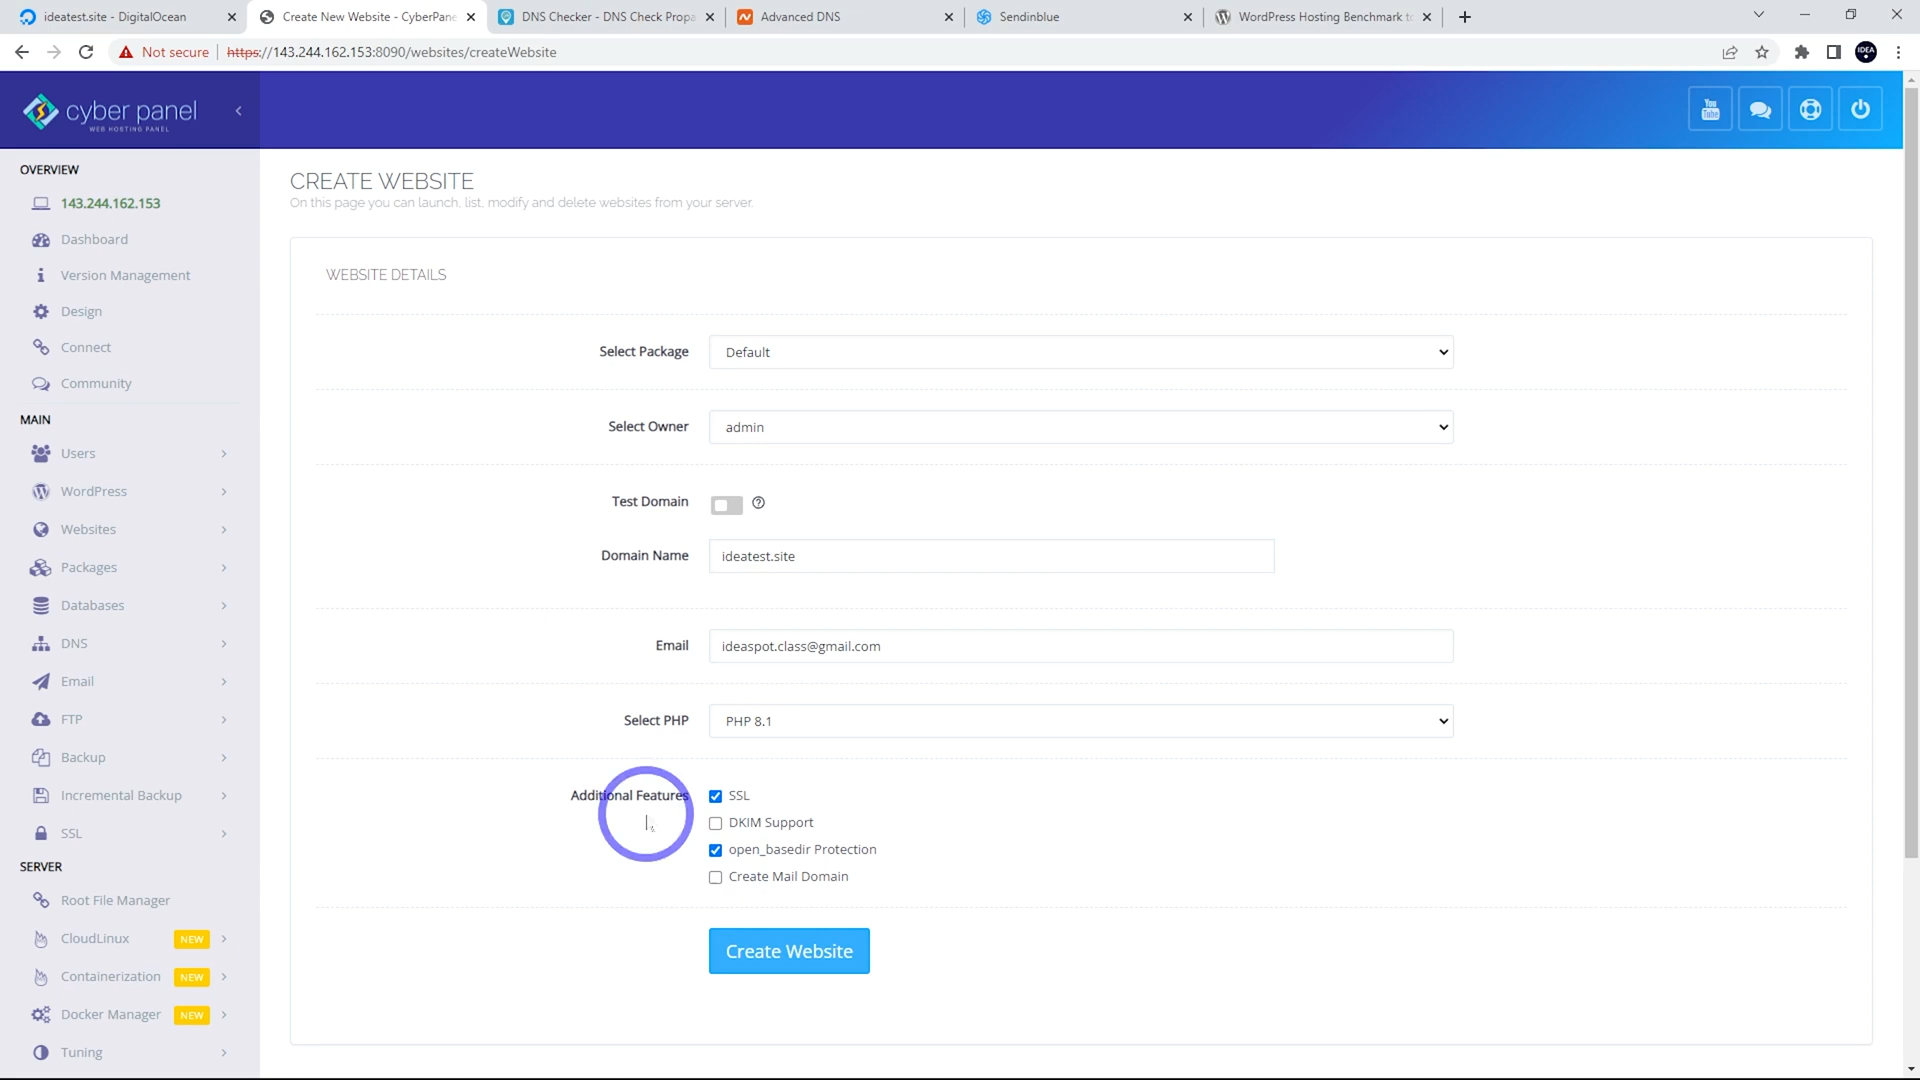 ideatest.site - DigitalOcean
Create New Website - CyberPane
DNS Checker - DNS Check Propa
Advanced DNS
Sendinblue
WordPress Hosting Benchmark to
Not secure
https://143.244.162.153:8090/websites/createWebsite
IDEA
cyber panel
WEB HOSTING PANEL
You
Tube
OVERVIEW
143.244.162.153
Dashboard
Version Management
Design
Connect
Community
MAIN
Users
WordPress
Websites
Packages
Databases
DNS
Email
FTP
Backup
Incremental Backup
SSL
SERVER
Root File Manager
CloudLinux NEW
Containerization NEW
Docker Manager NEW
Tuning
CREATE WEBSITE
On this page you can launch, list, modify and delete websites from your server.
WEBSITE DETAILS
Select Package Default
Select Owner admin
Test Domain
Domain Name ideatest.site
Email ideaspot.class@gmail.com
Select PHP PHP 8.1
Additional Features SSL
DKIM Support
open_basedir Protection
Create Mail Domain
Create Website